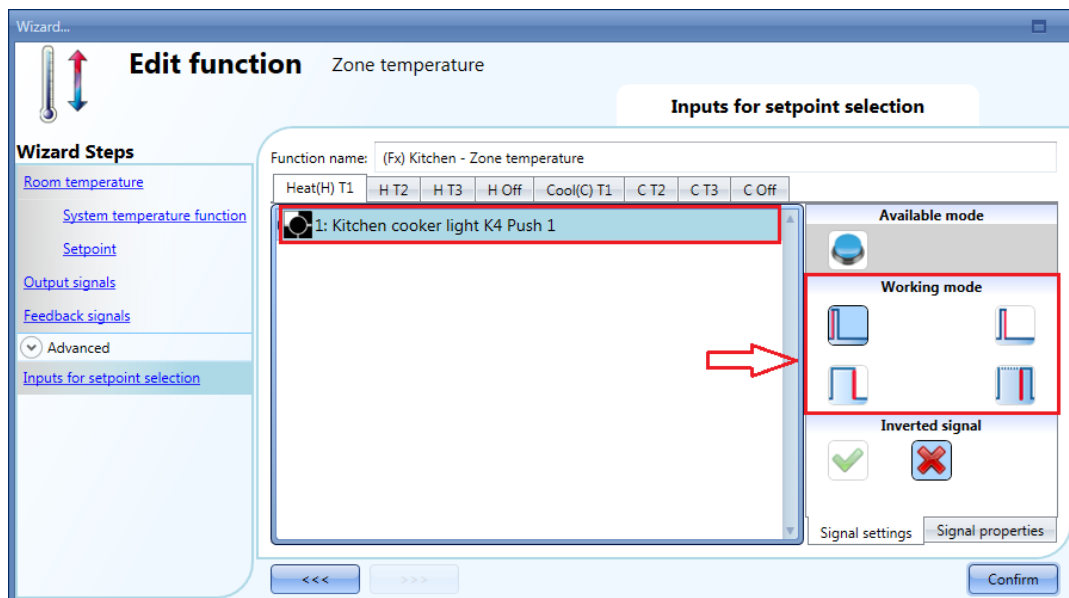 Wizard...
Edit function Zone temperature
Inputs for setpoint selection
Wizard Steps
Room temperature
System temperature function
Setpoint
Output signals
Feedback signals
Advanced
Inputs for setpoint selection
Function name: (Fx) Kitchen - Zone temperature
Heat(H) T1 H T2 H T3 H Off Cool(C) T1 C T2 C T3 C Off
1: Kitchen cooker light K4 Push 1
Available mode
Working mode
Inverted signal
Signal settings Signal properties
<<< >>> Confirm